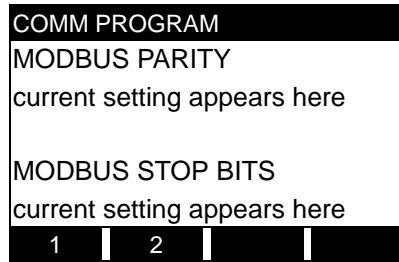 COMM PROGRAM
MODBUS PARITY
current setting appears here
MODBUS STOP BITS
current setting appears here
1 2